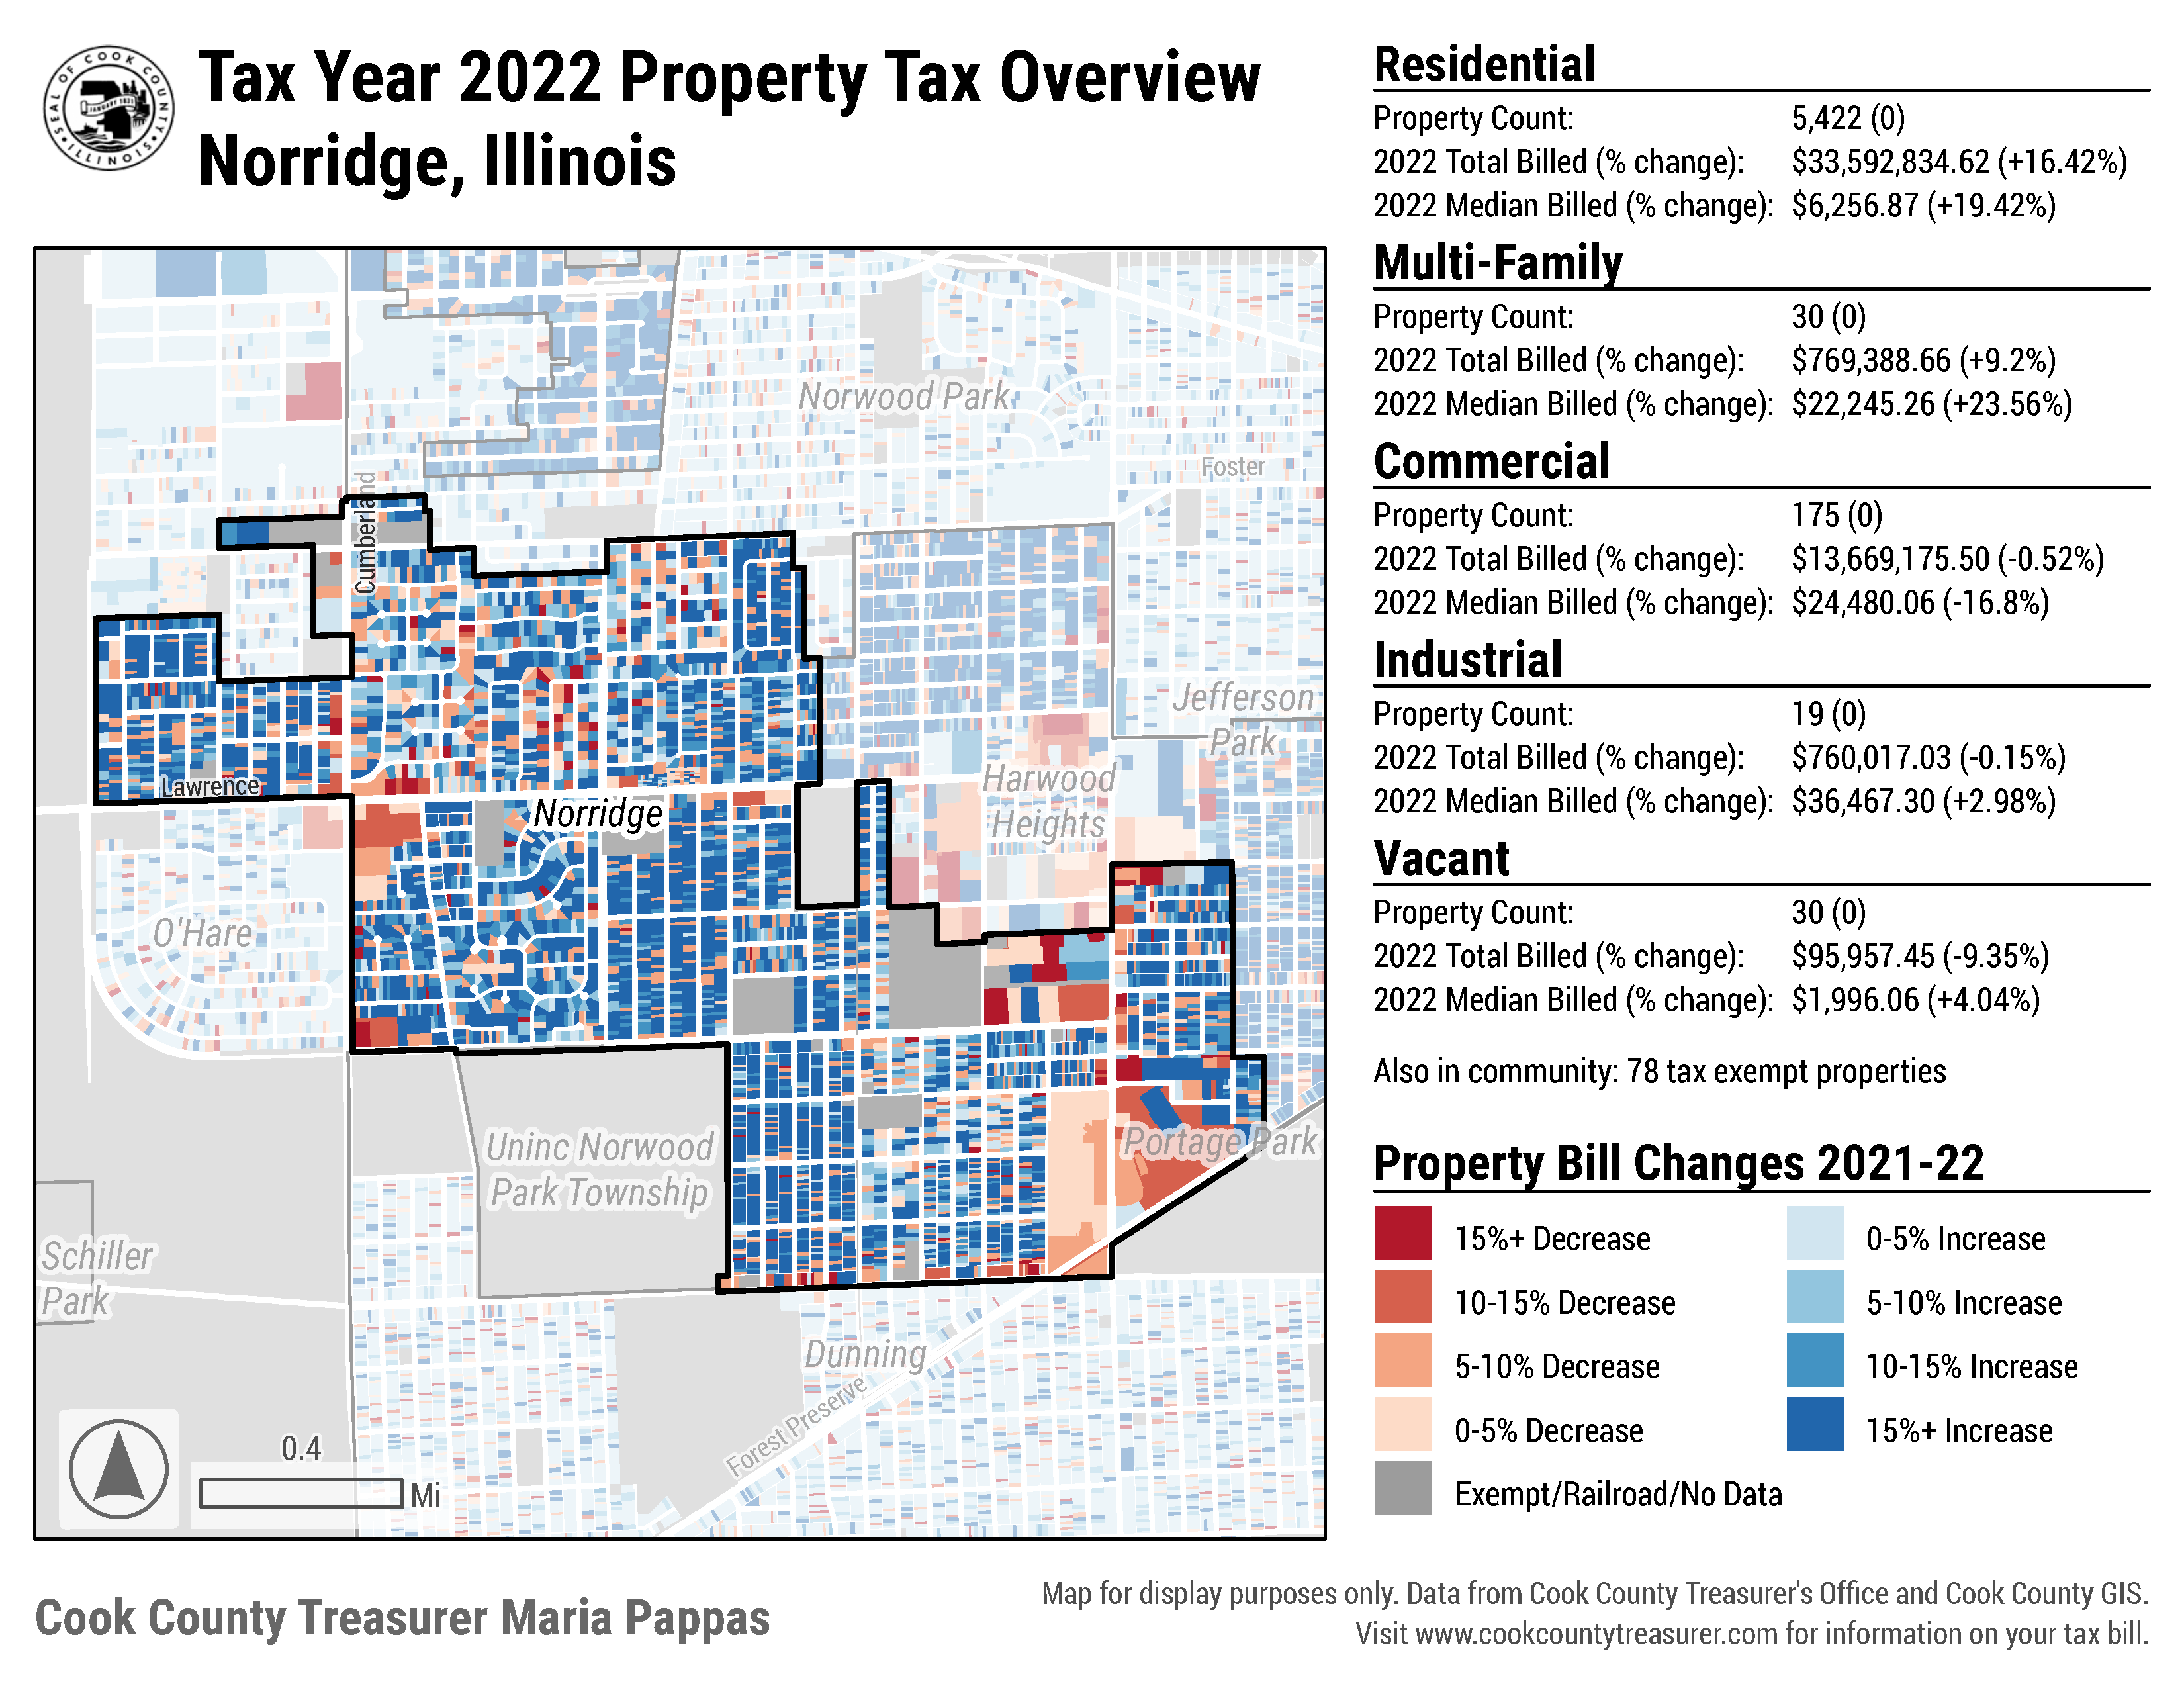 SEAL OF COOK COUNTY
JANUARY 1831
ILLINOIS
Tax Year 2022 Property Tax Overview
Norridge, Illinois
Residential
Property Count: 5,422 (0)
2022 Total Billed (% change): $33,592,834.62 (+16.42%)
2022 Median Billed (% change): $6,256.87 (+19.42%)
Multi-Family
Property Count: 30 (0)
2022 Total Billed (% change): $769,388.66 (+9.2%)
2022 Median Billed (% change): $22,245.26 (+23.56%)
Commercial
Property Count: 175 (0)
2022 Total Billed (% change): $13,669,175.50 (-0.52%)
2022 Median Billed (% change): $24,480.06 (-16.8%)
Industrial
Property Count: 19 (0)
2022 Total Billed (% change): $760,017.03 (-0.15%)
2022 Median Billed (% change): $36,467.30 (+2.98%)
Vacant
Property Count: 30 (0)
2022 Total Billed (% change): $95,957.45 (-9.35%)
2022 Median Billed (% change): $1,996.06 (+4.04%)
Also in community: 78 tax exempt properties
Property Bill Changes 2021-22
15%+ Decrease
10-15% Decrease
5-10% Decrease
0-5% Decrease
Exempt/Railroad/No Data
0-5% Increase
5-10% Increase
10-15% Increase
15%+ Increase
Norwood Park
Foster
Cumberland
Jefferson
Park
Lawrence
Norridge
Harwood
Heights
O'Hare
Uninc Norwood
Park Township
Portage Park
Schiller
Park
Dunning
Forest Preserve
0.4
Mi
Cook County Treasurer Maria Pappas
Map for display purposes only. Data from Cook County Treasurer's Office and Cook County GIS.
Visit www.cookcountytreasurer.com for information on your tax bill.